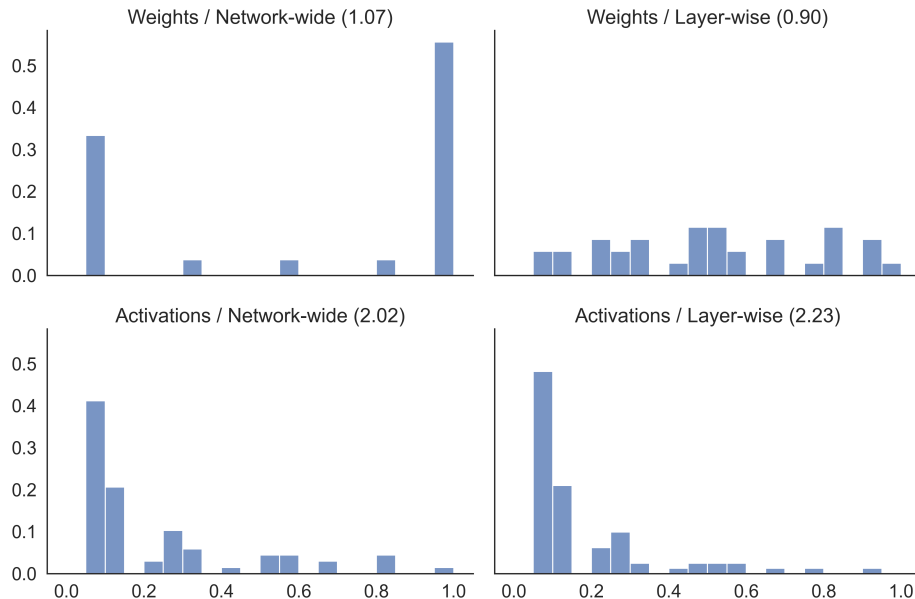 Weights / Network-wide (1.07)
Weights / Layer-wise (0.90)
0.5
0.4
0.3
0.2
0.1
0.0
Activations / Network-wide (2.02)
Activations / Layer-wise (2.23)
0.5
0.4
0.3
0.2
0.1
0.0
0.0 0.2 0.4 0.6 0.8 1.0
0.0 0.2 0.4 0.6 0.8 1.0